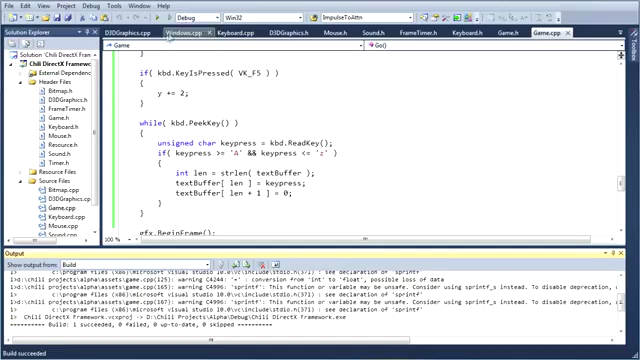 File Edit View Project Build Debug Team Data Tools Architecture Test Analyze Window Help
Debug Win32 ImpulseToAttn
Solution Explorer
D3DGraphics.cpp Windows.cpp Keyboard.cpp D3DGraphics.h Mouse.h Sound.h FrameTimer.h Keyboard.h Game.h Game.cpp
Toolbox
Game Go()
Solution 'Chili DirectX Framework'
Chili DirectX Framework
External Dependencies
Header Files
Bitmap.h
D3DGraphics.h
FrameTimer.h
Game.h
Keyboard.h
Mouse.h
Resource.h
Sound.h
Timer.h
Resource Files
Source Files
Bitmap.cpp
D3DGraphics.cpp
Game.cpp
Keyboard.cpp
Mouse.cpp
Sound.cpp
}
if( kbd.KeyIsPressed( VK_F5 ) )
{
y += 2;
}
while( kbd.PeekKey() )
{
unsigned char keypress = kbd.ReadKey();
if( keypress >= 'A' && keypress <= 'z' )
{
int len = strlen( textBuffer );
textBuffer[ len ] = keypress;
textBuffer[ len + 1 ] = 0;
}
}
gfx.BeginFrame();
100 %
Output
Show output from: Build
1> c:\program files (x86)\microsoft visual studio 10.0\vc\include\stdio.h(371) : see declaration of 'sprintf'
1>d:\chili projects\alpha\assets\game.cpp(125): warning C4244: '=' : conversion from 'int' to 'float', possible loss of data
1>d:\chili projects\alpha\assets\game.cpp(165): warning C4996: 'sprintf': This function or variable may be unsafe. Consider using sprintf_s instead. To disable deprecation,
1> c:\program files (x86)\microsoft visual studio 10.0\vc\include\stdio.h(371) : see declaration of 'sprintf'
1>d:\chili projects\alpha\assets\game.cpp(187): warning C4996: 'sprintf': This function or variable may be unsafe. Consider using sprintf_s instead. To disable deprecation,
1> c:\program files (x86)\microsoft visual studio 10.0\vc\include\stdio.h(371) : see declaration of 'sprintf'
1> Chili DirectX Framework.vcxproj -> D:\Chili Projects\Alpha\Debug\Chili DirectX Framework.exe
========== Build: 1 succeeded, 0 failed, 0 up-to-date, 0 skipped ==========
Build succeeded